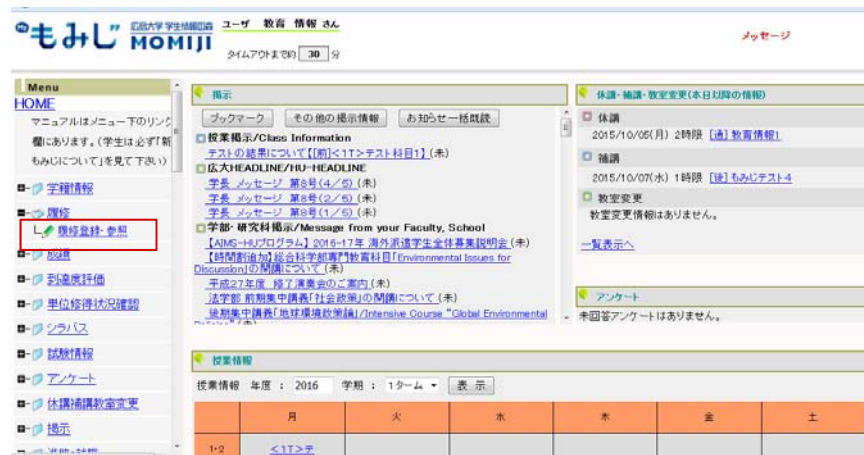 My もみじ 広島大学 学生情報の森 MOMIJI
ユーザ 教育 情報 さん
タイムアウトまで約 30 分
メッセージ
Menu
HOME
マニュアルはメニュー下のリンク
欄にあります。(学生は必ず「新
もみじについて」を見て下さい)
学籍情報
履修
履修登録・参照
成績
到達度評価
単位修得状況確認
シラバス
試験情報
アンケート
休講補講教室変更
掲示
掲示
ブックマーク その他の掲示情報 お知らせ一括既読
授業掲示/Class Information
テストの結果について【[前]<1T>テスト科目1】(未)
広大HEADLINE/HU-HEADLINE
学長 メッセージ 第8号(4/5)(未)
学長 メッセージ 第8号(2/5)(未)
学長 メッセージ 第8号(1/5)(未)
学部・研究科掲示/Message from your Faculty, School
【AIMS-HUプログラム】2016-17年 海外派遣学生全体募集説明会(未)
【時間割追加】総合科学部専門教育科目「Environmental Issues for
Discussion」の開講について(未)
平成27年度 修了演奏会のご案内(未)
法学部 前期集中講義「社会政策」の開講について(未)
後期集中講義「地球環境政策論」/Intensive Course "Global Environmental
休講・補講・教室変更(本日以降の情報)
休講
2015/10/05(月) 2時限 [通] 教育情報1
補講
2015/10/07(水) 1時限 [後] もみじテスト4
教室変更
教室変更情報はありません。
一覧表示へ
アンケート
未回答アンケートはありません。
授業情報
授業情報 年度 : 2016 学期 : 1ターム 表 示
月 火 水 木 金 土
1・2 <1T>テ